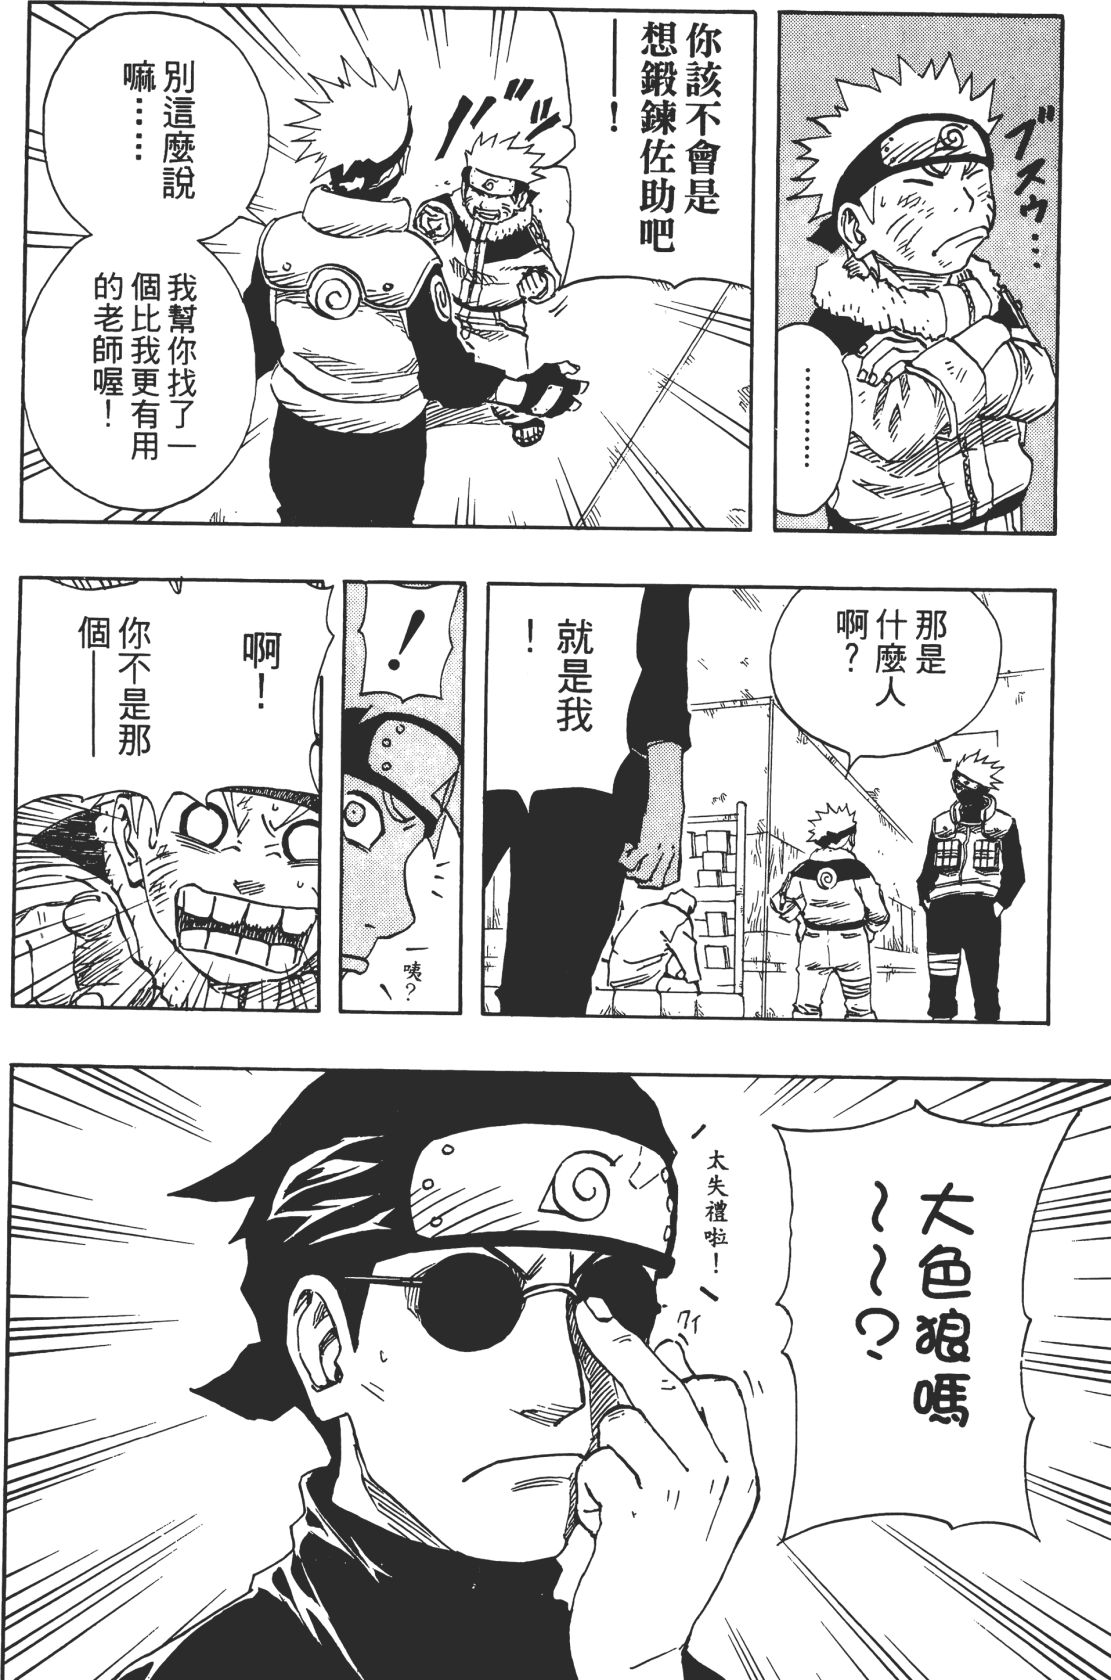 ブスゥ…
…………
你該不會是
想鍛鍊佐助吧
——！
別這麼說
嘛……
我幫你找了一
個比我更有用
的老師喔！
那是
什麼人
啊？
就是我
！
！
咦？
啊！
你不是那
個——
大色狼嗎
～～？
太失禮啦！
クイ